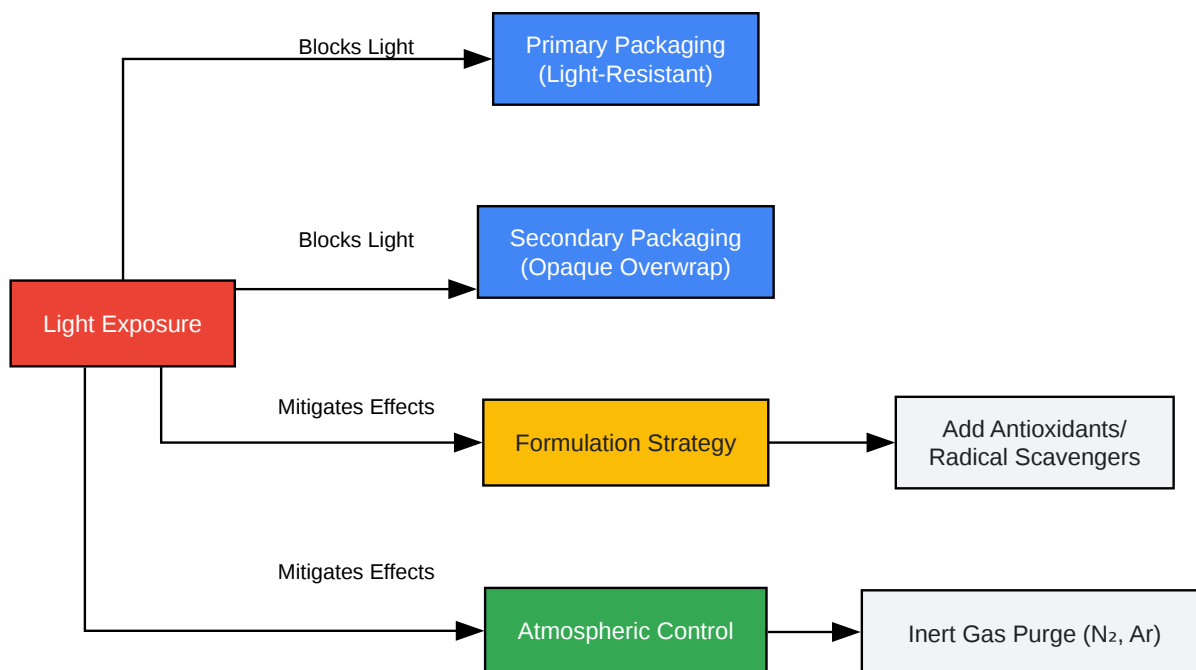 Blocks Light
Primary Packaging
(Light-Resistant)
Blocks Light
Secondary Packaging
(Opaque Overwrap)
Light Exposure
Mitigates Effects
Formulation Strategy
Add Antioxidants/
Radical Scavengers
Mitigates Effects
Atmospheric Control
Inert Gas Purge (N₂, Ar)